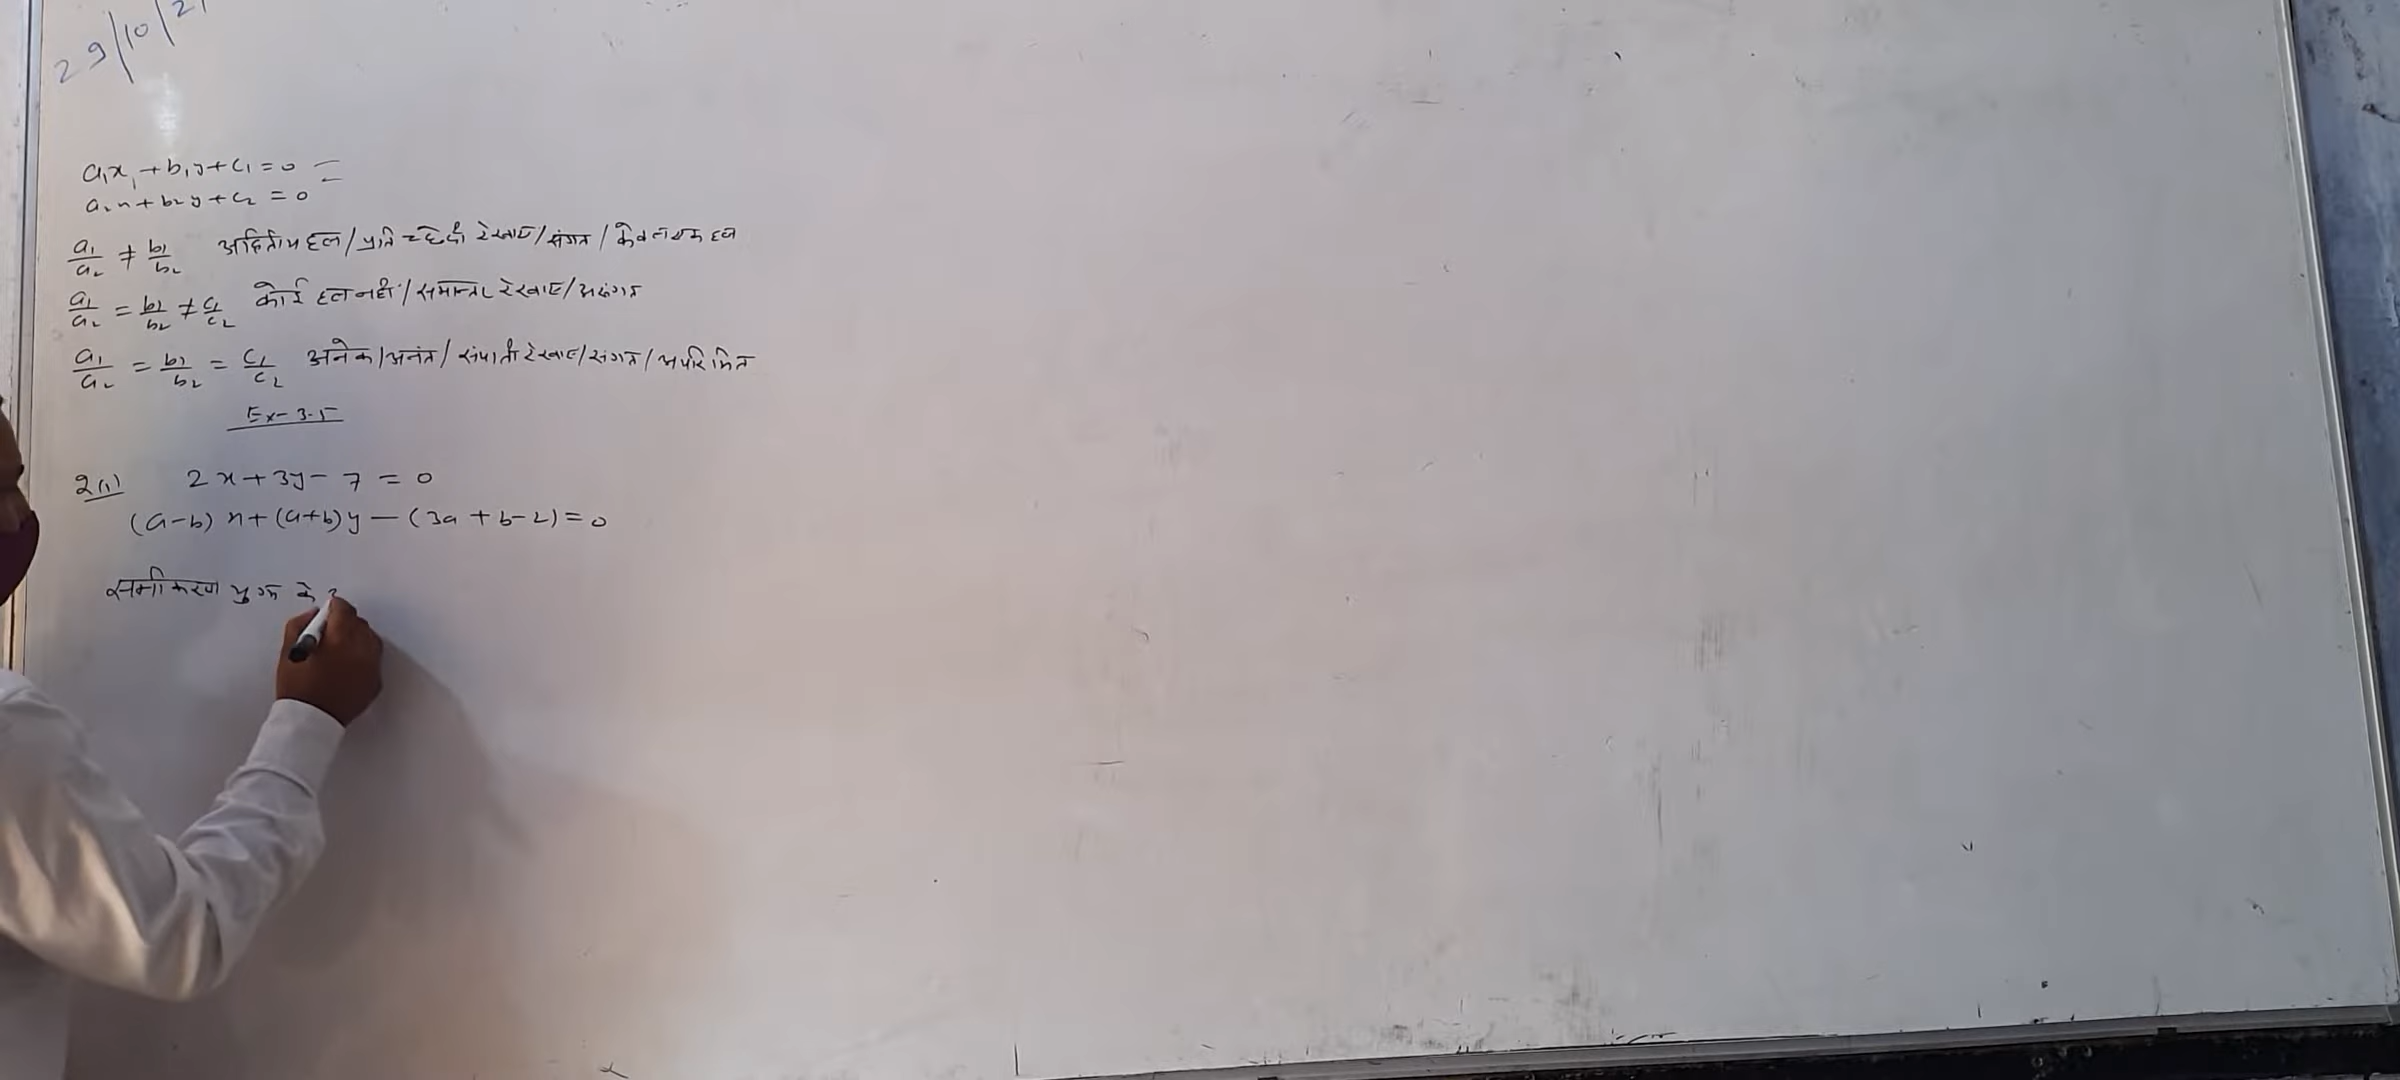 29/10/21
a₁x₁+b₁y+c₁=0
a₂x+b₂y+c₂=0
a₁/a₂ ≠ b₁/b₂ अद्वितीय हल/प्रतिच्छेदी रेखाएँ/संगत/केवल एक हल
a₁/a₂ = b₁/b₂ ≠ c₁/c₂ कोई हल नहीं/समान्तर रेखाएँ/असंगत
a₁/a₂ = b₁/b₂ = c₁/c₂ अनेक/अनंत/संपाती रेखाएँ/संगत/अपरिमित
Ex-3.5
2(i) 2x+3y-7=0
(a-b)x+(a+b)y-(3a+b-2)=0
समीकरण युग्म के